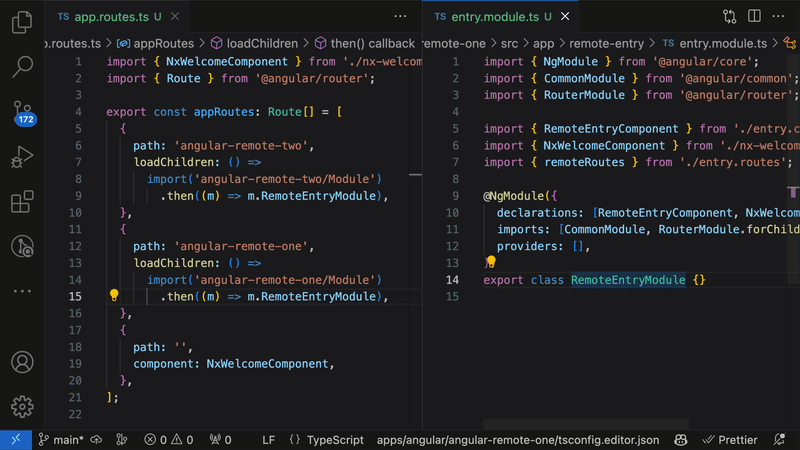 TS app.routes.ts U
.routes.ts > appRoutes > loadChildren > then() callback
1 import { NxWelcomeComponent } from './nx-welco
2 import { Route } from '@angular/router';
3
4 export const appRoutes: Route[] = [
5 {
6 path: 'angular-remote-two',
7 loadChildren: () =>
8 import('angular-remote-two/Module')
9 .then((m) => m.RemoteEntryModule),
10 },
11 {
12 path: 'angular-remote-one',
13 loadChildren: () =>
14 import('angular-remote-one/Module')
15 .then((m) => m.RemoteEntryModule),
16 },
17 {
18 path: '',
19 component: NxWelcomeComponent,
20 },
21 ];
22
TS entry.module.ts U
remote-one > src > app > remote-entry > TS entry.module.ts >
1 import { NgModule } from '@angular/core';
2 import { CommonModule } from '@angular/common';
3 import { RouterModule } from '@angular/router';
4
5 import { RemoteEntryComponent } from './entry.c
6 import { NxWelcomeComponent } from './nx-welco
7 import { remoteRoutes } from './entry.routes';
8
9 @NgModule({
10 declarations: [RemoteEntryComponent, NxWelcom
11 imports: [CommonModule, RouterModule.forChild
12 providers: [],
13 })
14 export class RemoteEntryModule {}
15
172
main* 0 0 0 LF {} TypeScript apps/angular/angular-remote-one/tsconfig.editor.json Prettier